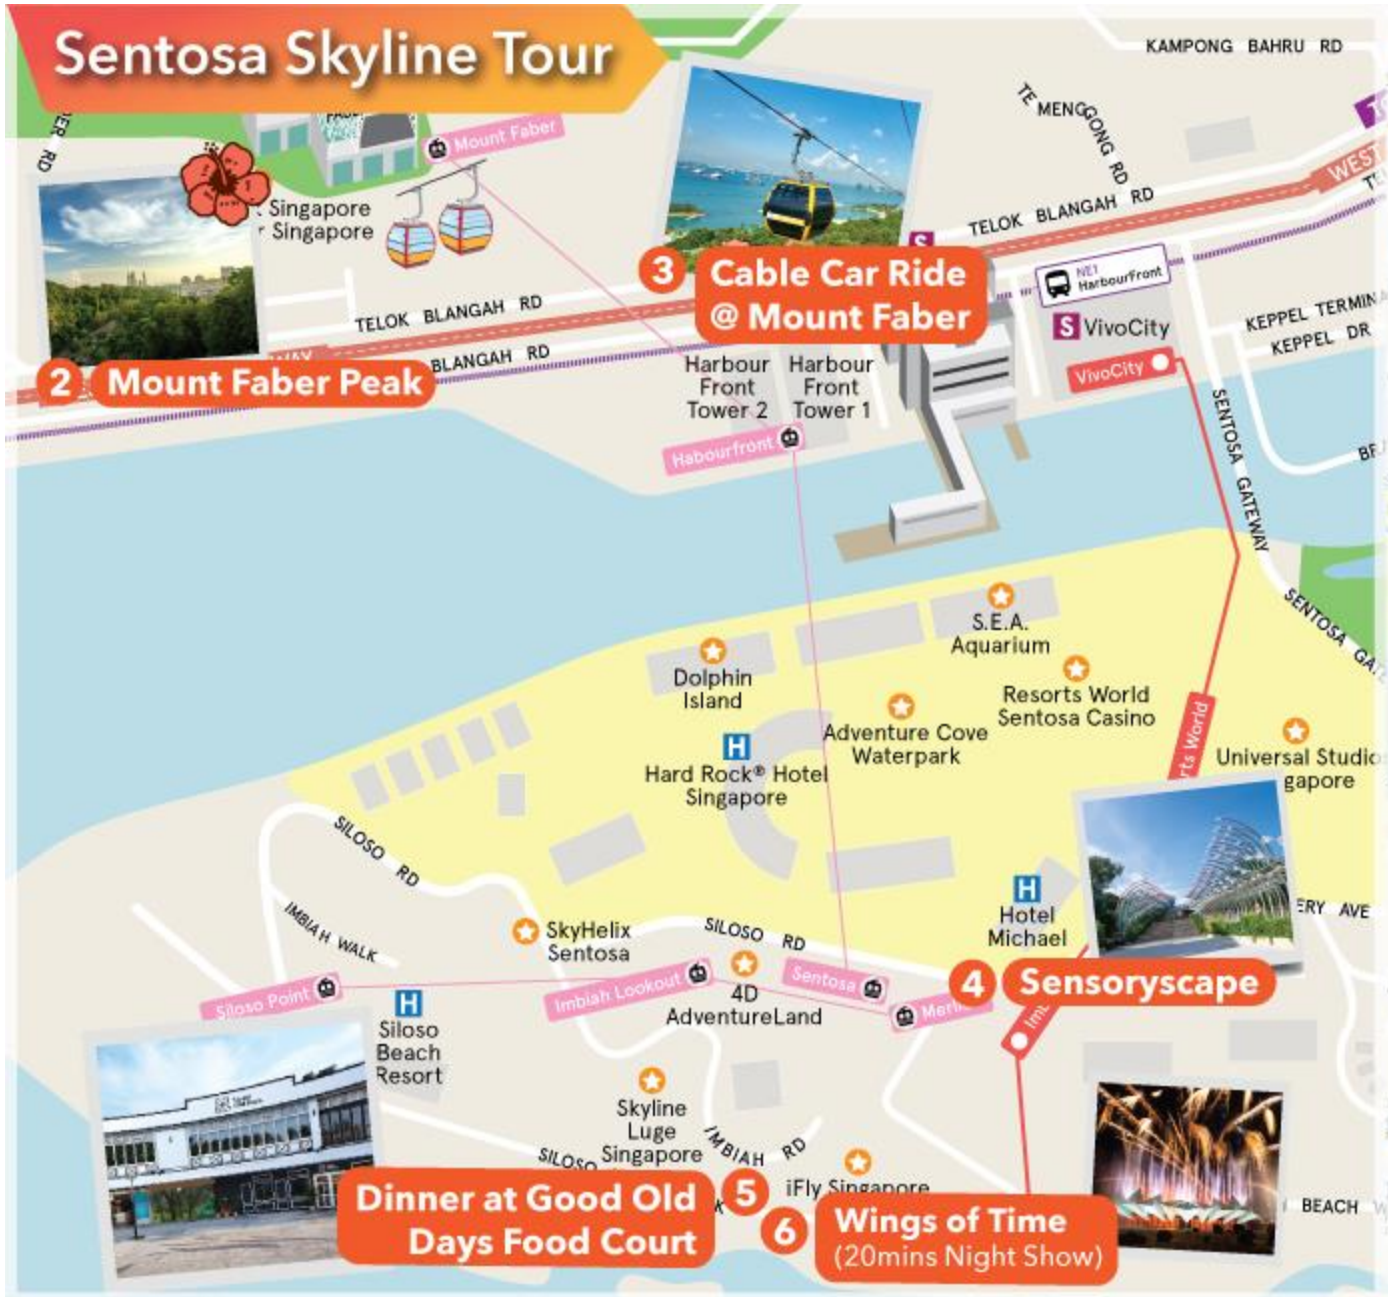 Sentosa Skyline Tour
KAMPONG BAHRU RD
TE MENGGONG RD
Mount Faber
Singapore
r Singapore
WEST
TELOK BLANGAH RD
3 Cable Car Ride
@ Mount Faber
NE1
HarbourFront
S VivoCity
VivoCity
KEPPEL DR
TELOK BLANGAH RD
BLANGAH RD
WAY
2 Mount Faber Peak
Harbour
Front
Tower 2
Harbour
Front
Tower 1
Habourfront
SENTOSA GATEWAY
SENTOSA
S.E.A.
Aquarium
Dolphin
Island
Resorts World
Sentosa Casino
Adventure Cove
Waterpark
rts World
Universal Studio
gapore
H
Hard Rock® Hotel
Singapore
SILOSO RD
IMBIAH WALK
H
Hotel
Michael
ERY AVE
SkyHelix
Sentosa
SILOSO RD
4D
AdventureLand
Sentosa
Imbiah Lookout
Siloso Point
4 Sensoryscape
H
Siloso
Beach
Resort
Skyline
Luge
Singapore
IMBIAH RD
SILOSO
iFly Singapore
BEACH
5 Dinner at Good Old
Days Food Court
6 Wings of Time
(20mins Night Show)